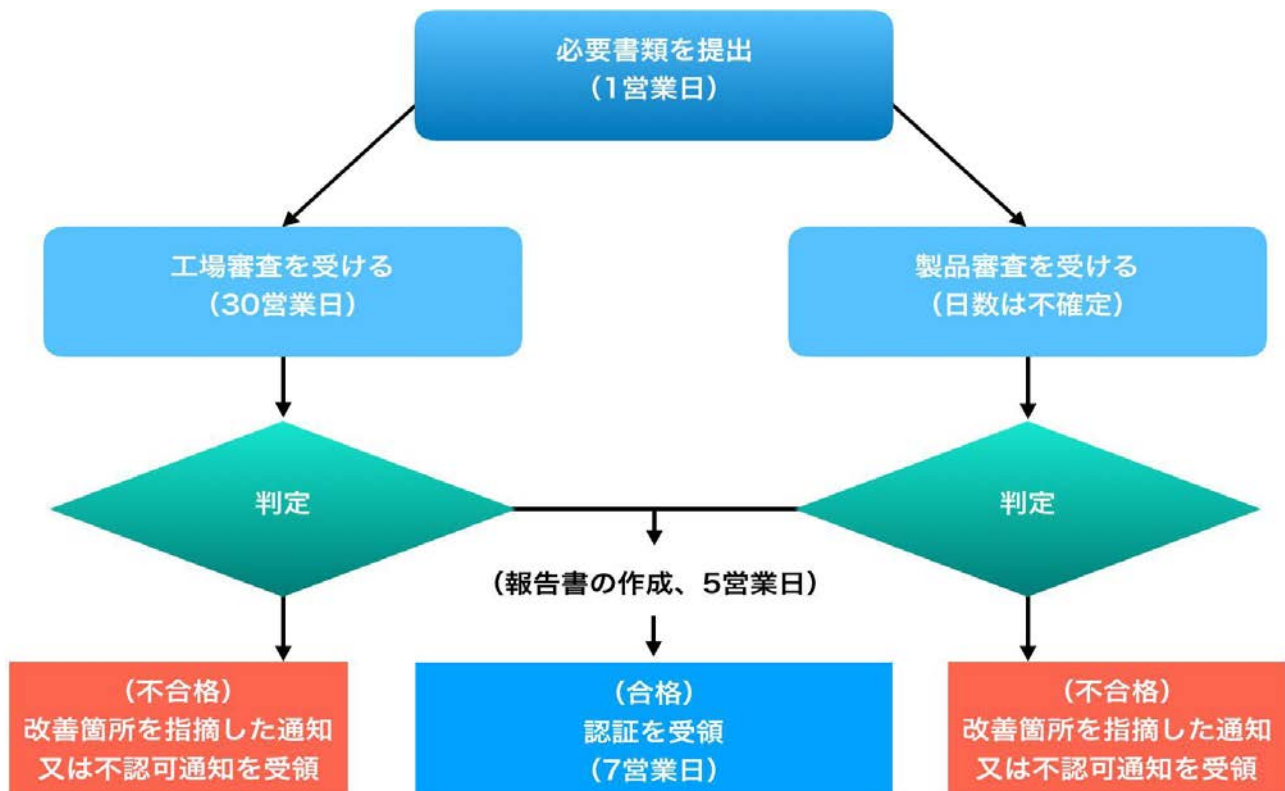 必要書類を提出
（1営業日）
工場審査を受ける
（30営業日）
製品審査を受ける
（日数は不確定）
判定
判定
（報告書の作成、5営業日）
（不合格）
改善箇所を指摘した通知
又は不認可通知を受領
（合格）
認証を受領
（7営業日）
（不合格）
改善箇所を指摘した通知
又は不認可通知を受領